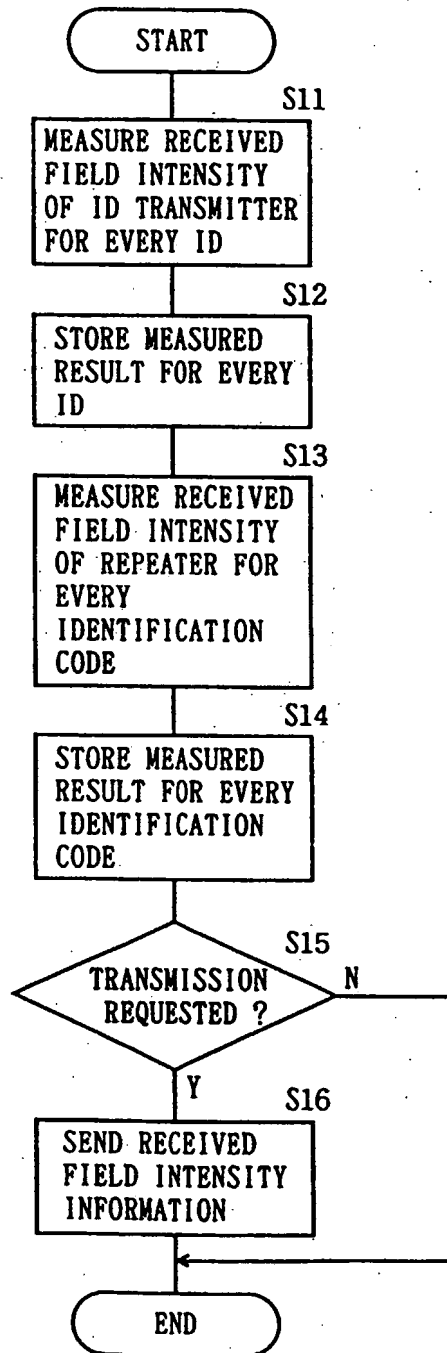 START
S11
MEASURE RECEIVED
FIELD INTENSITY
OF ID TRANSMITTER
FOR EVERY ID
S12
STORE MEASURED
RESULT FOR EVERY
ID
S13
MEASURE RECEIVED
FIELD INTENSITY
OF REPEATER FOR
EVERY
IDENTIFICATION
CODE
S14
STORE MEASURED
RESULT FOR EVERY
IDENTIFICATION
CODE
S15
TRANSMISSION
REQUESTED ?
N
Y
S16
SEND RECEIVED
FIELD INTENSITY
INFORMATION
END